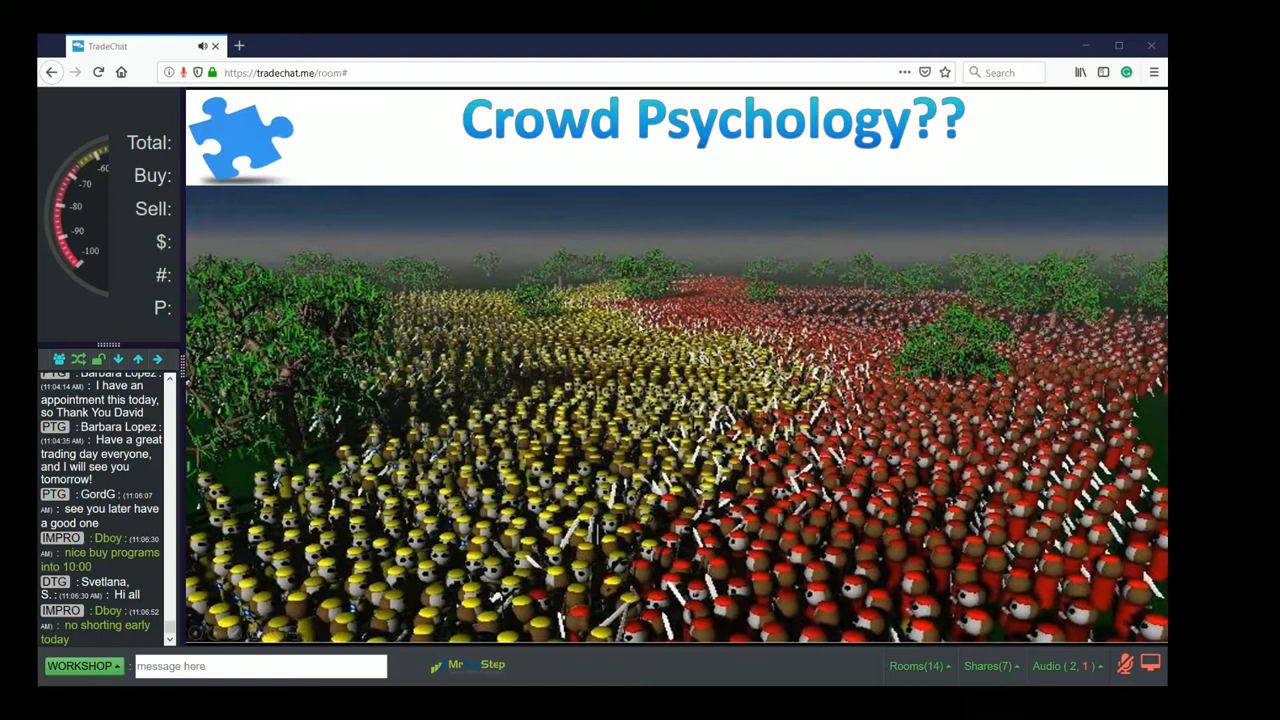 TradeChat
https://tradechat.me/room#
Search
Crowd Psychology??
Total:
Buy:
Sell:
$:
#:
P:
-60
-70
-80
-90
-100
PTG : Barbara Lopez :
(11:04:14 AM) : I have an
appointment this today,
so Thank You David
PTG : Barbara Lopez :
(11:04:35 AM) : Have a great
trading day everyone,
and I will see you
tomorrow!
PTG : GordG : (11:06:07
AM) : see you later have
a good one
IMPRO : Dboy : (11:06:30
AM) : nice buy programs
into 10:00
DTG : Svetlana,
S. : (11:06:30 AM) : Hi all
IMPRO : Dboy : (11:06:52
AM) : no shorting early
today
WORKSHOP : message here
Mr TopStep
Rooms(14) Shares(7) Audio ( 2, 1 )